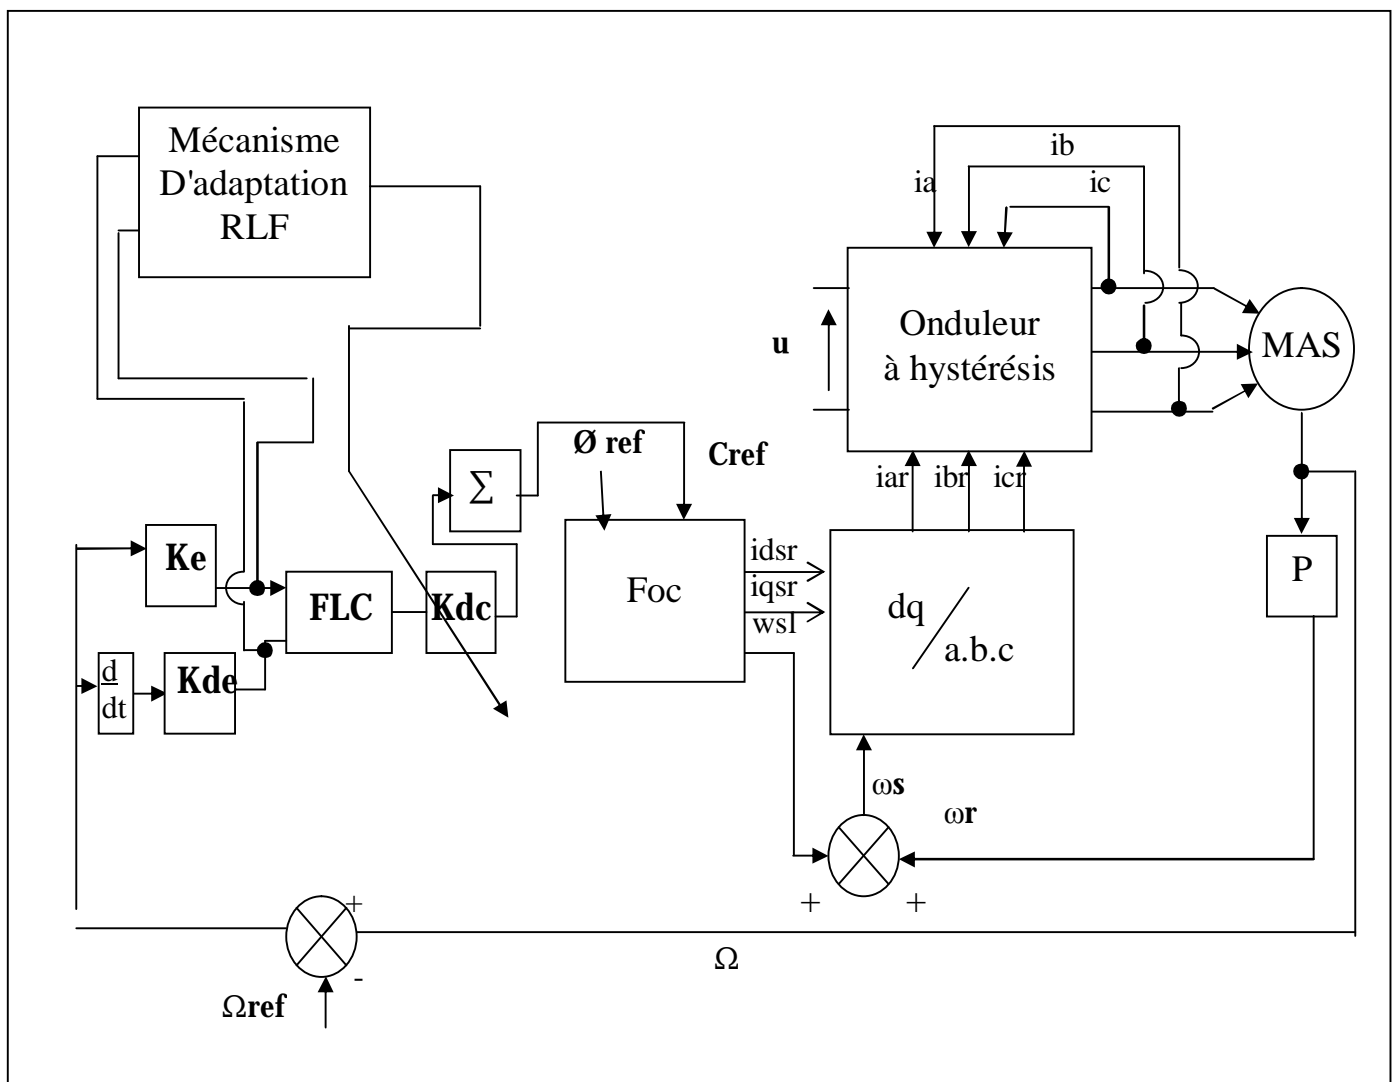 Mécanisme
D'adaptation
RLF
ib
ia
ic
Onduleur
à hystérésis
u
MAS
Ø ref
Cref
Σ
iar
ibr
icr
Ke
FLC
Kdc
Foc
idsr
iqsr
wsl
dq
a.b.c
P
d
dt
Kde
ωs
ωr
+
+
+
-
Ω
Ωref